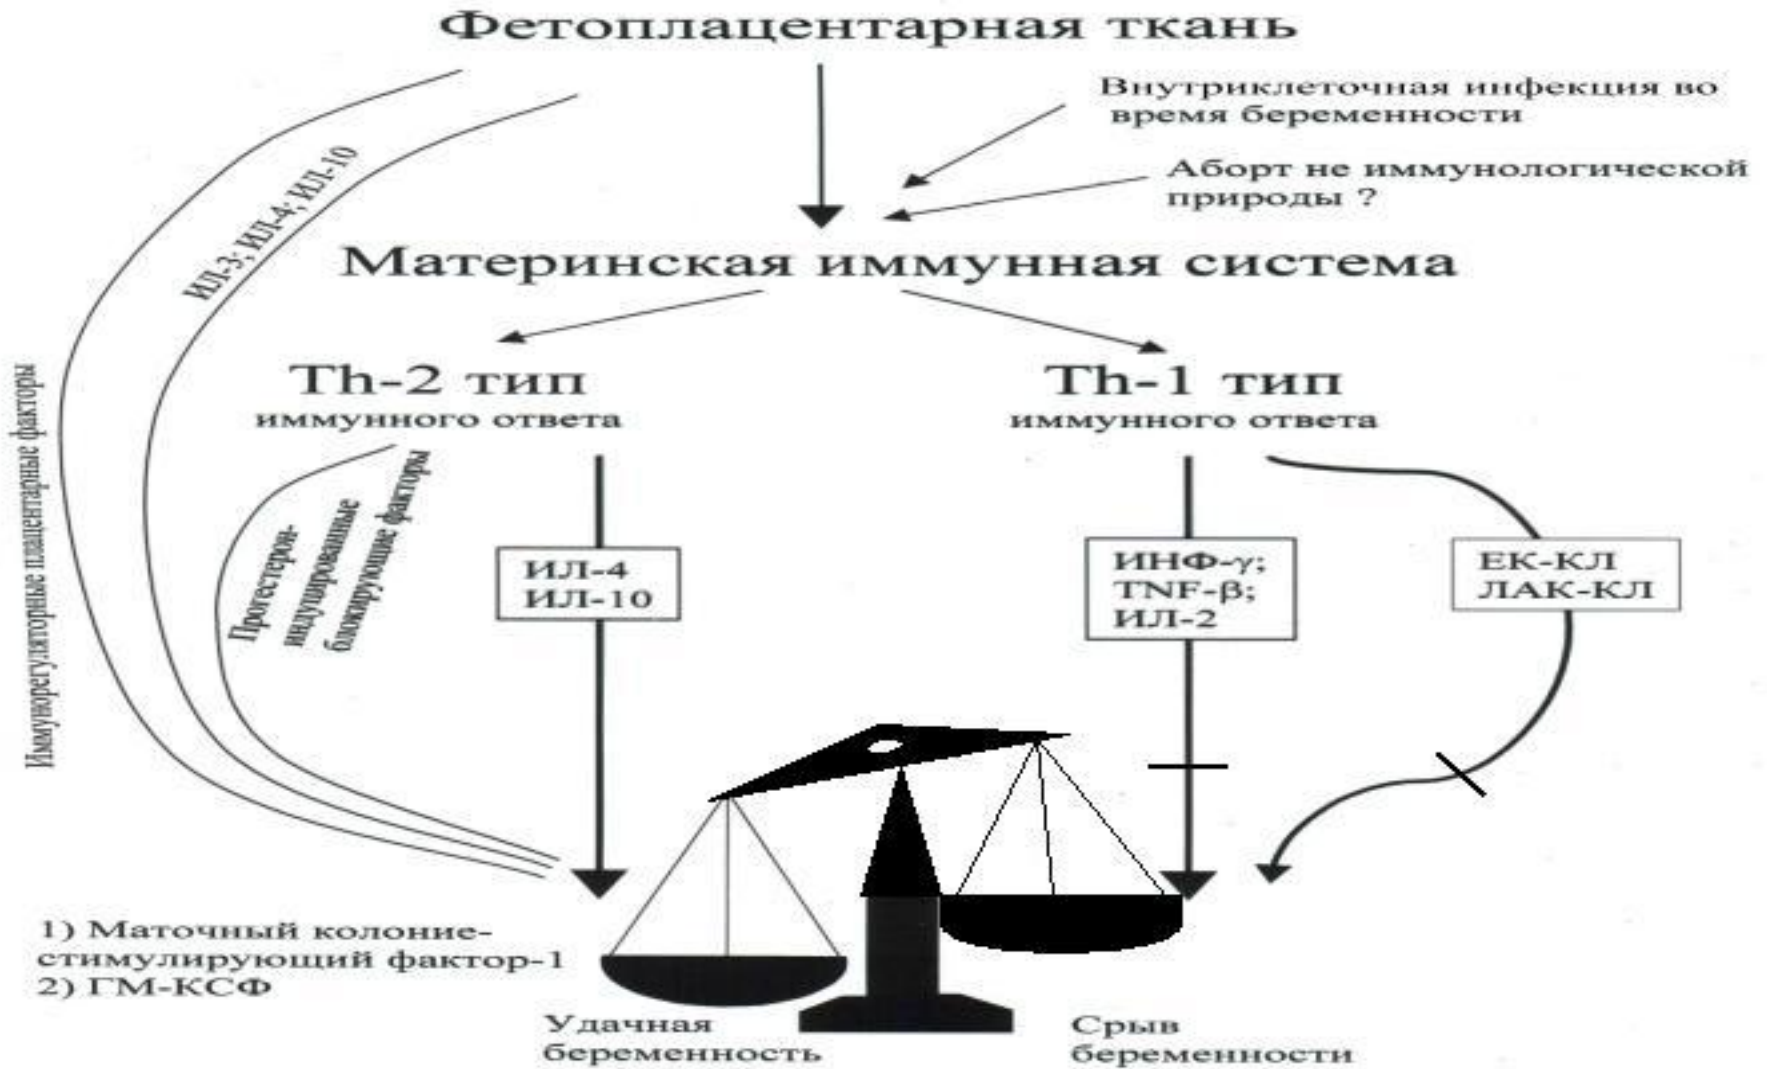 Фетоплацентарная ткань
Внутриклеточная инфекция во
время беременности
Аборт не иммунологической
природы ?
ИЛ-3; ИЛ-4; ИЛ-10
Материнская иммунная система
Иммунорегуляторные плацентарные факторы
Th-2 тип
иммунного ответа
Th-1 тип
иммунного ответа
Прогестерон-
индуцированные
блокирующие факторы
ИЛ-4
ИЛ-10
ИНФ-γ;
TNF-β;
ИЛ-2
ЕК-КЛ
ЛАК-КЛ
1) Маточный колоние-
стимулирующий фактор-1
2) ГМ-КСФ
Удачная
беременность
Срыв
беременности